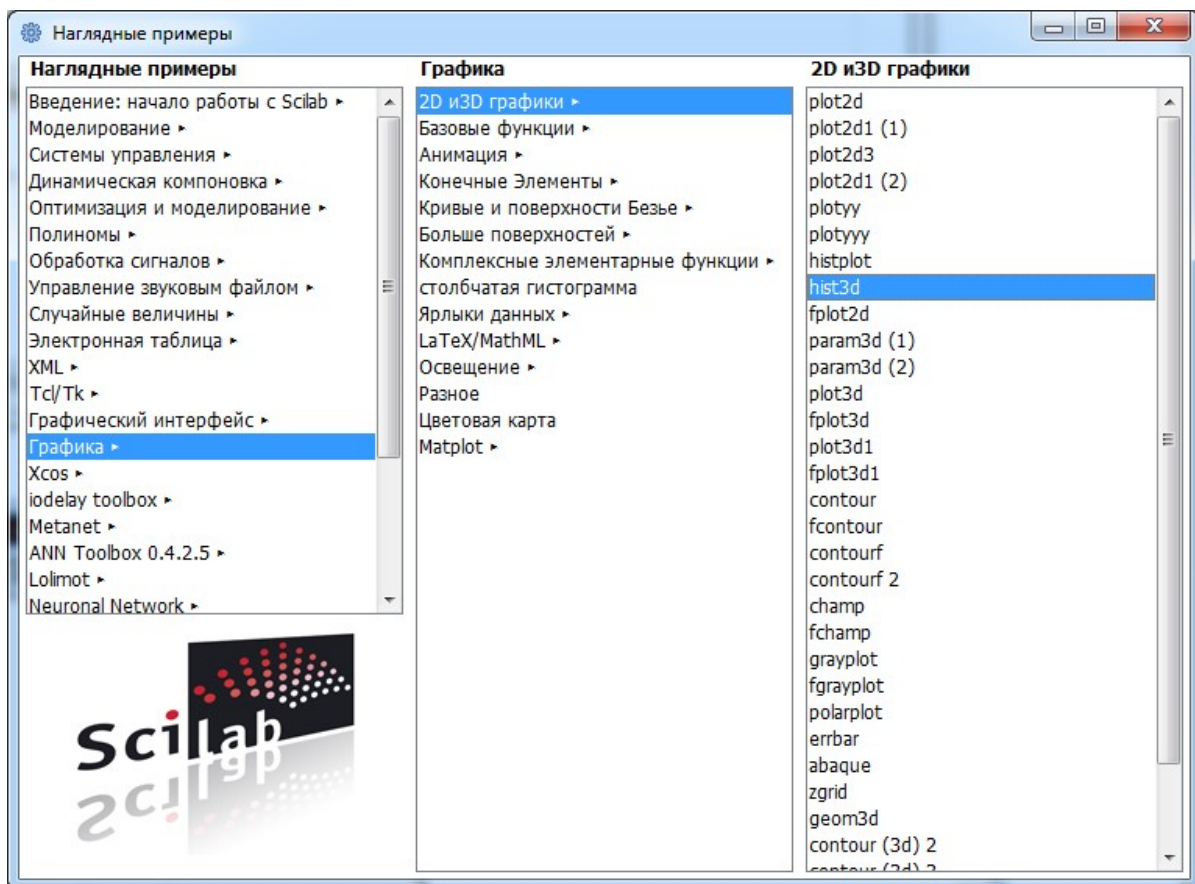 Наглядные примеры
Наглядные примеры
Введение: начало работы с Scilab ▸
Моделирование ▸
Системы управления ▸
Динамическая компоновка ▸
Оптимизация и моделирование ▸
Полиномы ▸
Обработка сигналов ▸
Управление звуковым файлом ▸
Случайные величины ▸
Электронная таблица ▸
XML ▸
Tcl/Tk ▸
Графический интерфейс ▸
Графика ▸
Xcos ▸
iodelay toolbox ▸
Metanet ▸
ANN Toolbox 0.4.2.5 ▸
Lolimot ▸
Neuronal Network ▸
Scilab
Графика
2D и3D графики ▸
Базовые функции ▸
Анимация ▸
Конечные Элементы ▸
Кривые и поверхности Безье ▸
Больше поверхностей ▸
Комплексные элементарные функции ▸
столбчатая гистограмма
Ярлыки данных ▸
LaTeX/MathML ▸
Освещение ▸
Разное
Цветовая карта
Matplot ▸
2D и3D графики
plot2d
plot2d1 (1)
plot2d3
plot2d1 (2)
plotyy
plotyyy
histplot
hist3d
fplot2d
param3d (1)
param3d (2)
plot3d
fplot3d
plot3d1
fplot3d1
contour
fcontour
contourf
contourf 2
champ
fchamp
grayplot
fgrayplot
polarplot
errbar
abaque
zgrid
geom3d
contour (3d) 2